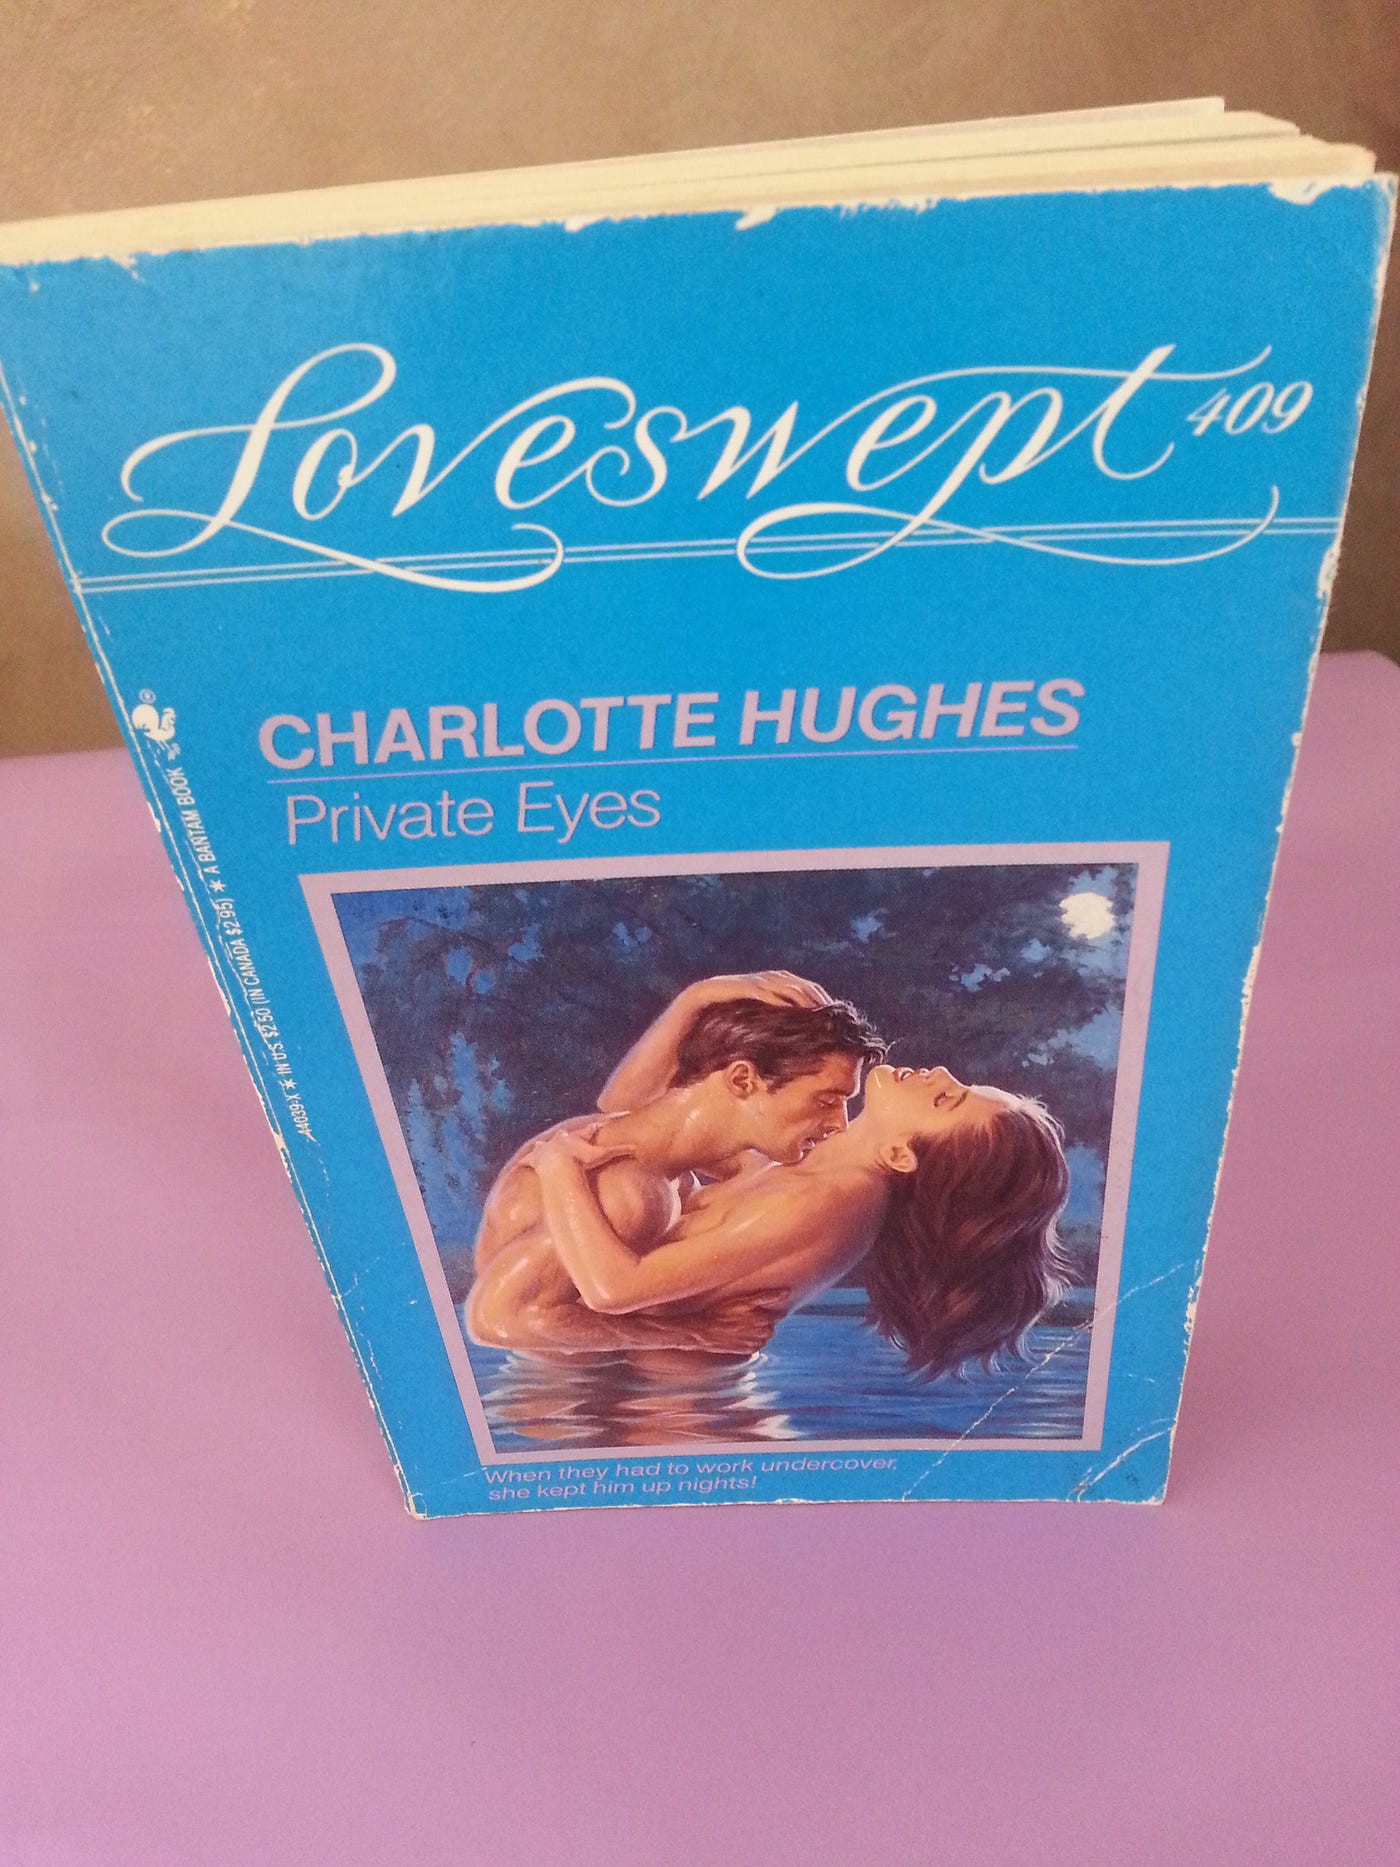 Loveswept 409
CHARLOTTE HUGHES
Private Eyes
44039-X * IN U.S. $2.50 (IN CANADA $2.95) * A BANTAM BOOK
When they had to work undercover,
she kept him up nights!